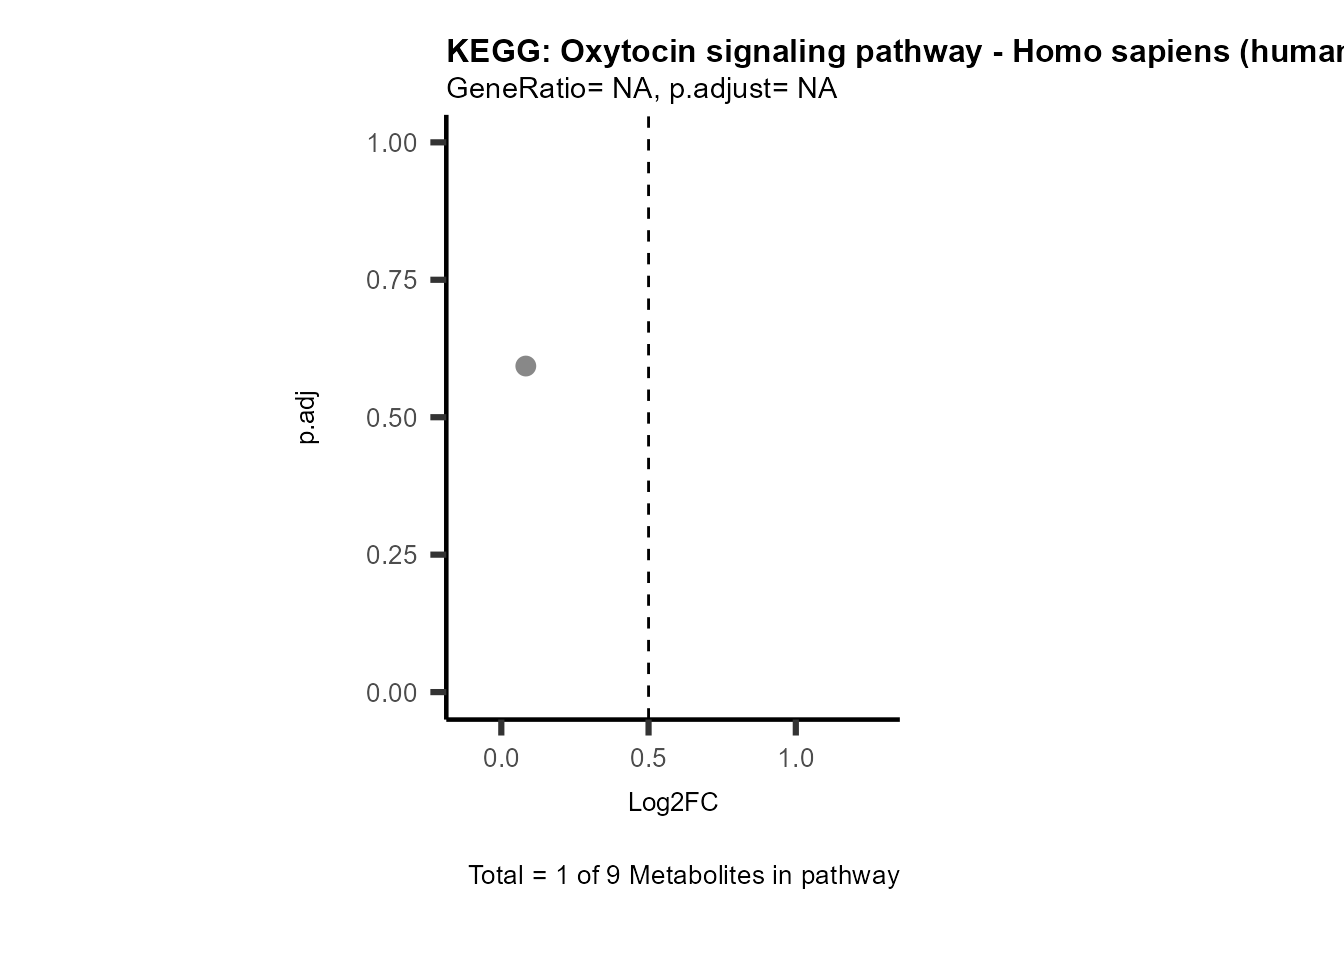 KEGG: Oxytocin signaling pathway - Homo sapiens (human
GeneRatio= NA, p.adjust= NA
1.00
0.75
0.50
0.25
0.00
p.adj
0.0 0.5 1.0
Log2FC
Total = 1 of 9 Metabolites in pathway